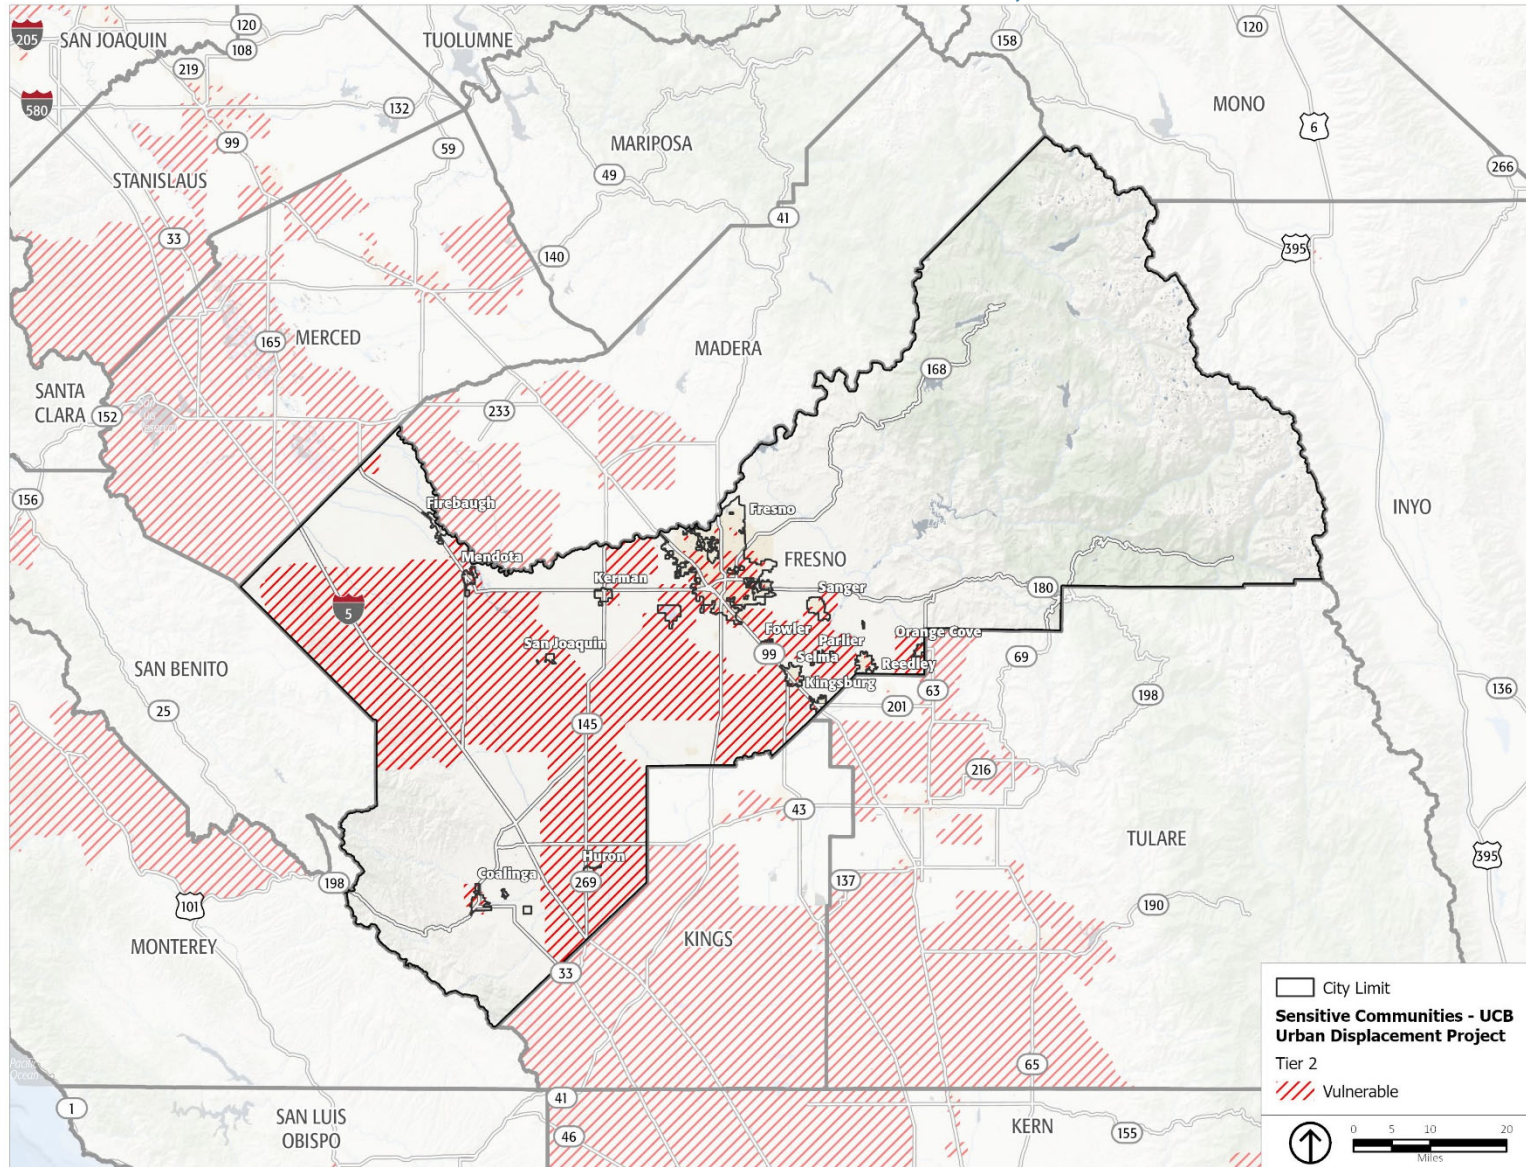 120
205
SAN JOAQUIN
108
TUOLUMNE
158
120
219
580
132
MONO
6
99
59
MARIPOSA
49
266
STANISLAUS
41
33
395
140
165
MERCED
MADERA
168
SANTA
CLARA
152
233
156
Firebaugh
Fresno
INYO
Mendota
FRESNO
Kerman
Sanger
180
5
San Joaquin
Fowler
Parlier
Orange Cove
99
Selma
Reedley
69
SAN BENITO
Kingsburg
63
198
136
25
201
145
216
43
TULARE
Huron
395
Coalinga
269
198
137
101
190
MONTEREY
KINGS
33
65
Pacific
Ocean
1
41
SAN LUIS
OBISPO
46
KERN
155
City Limit
Sensitive Communities - UCB
Urban Displacement Project
Tier 2
Vulnerable
0 5 10 20
Miles